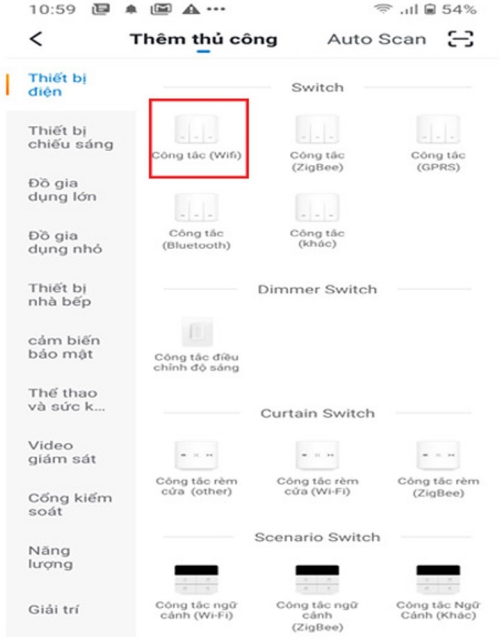 10:59 54%
Thêm thủ công Auto Scan
Thiết bị
điện
Thiết bị
chiếu sáng
Đồ gia
dụng lớn
Đồ gia
dụng nhỏ
Thiết bị
nhà bếp
cảm biến
bảo mật
Thể thao
và sức k...
Video
giám sát
Cổng kiểm
soát
Năng
lượng
Giải trí
Switch
Công tắc (Wifi)
Công tắc
(ZigBee)
Công tắc
(GPRS)
Công tắc
(Bluetooth)
Công tắc
(khác)
Dimmer Switch
Công tắc điều
chỉnh độ sáng
Curtain Switch
Công tắc rèm
cửa (other)
Công tắc rèm
cửa (Wi-Fi)
Công tắc rèm
(ZigBee)
Scenario Switch
Công tắc ngữ
cảnh (Wi-Fi)
Công tắc ngữ
cảnh
(ZigBee)
Công tắc Ngữ
Cảnh (Khác)